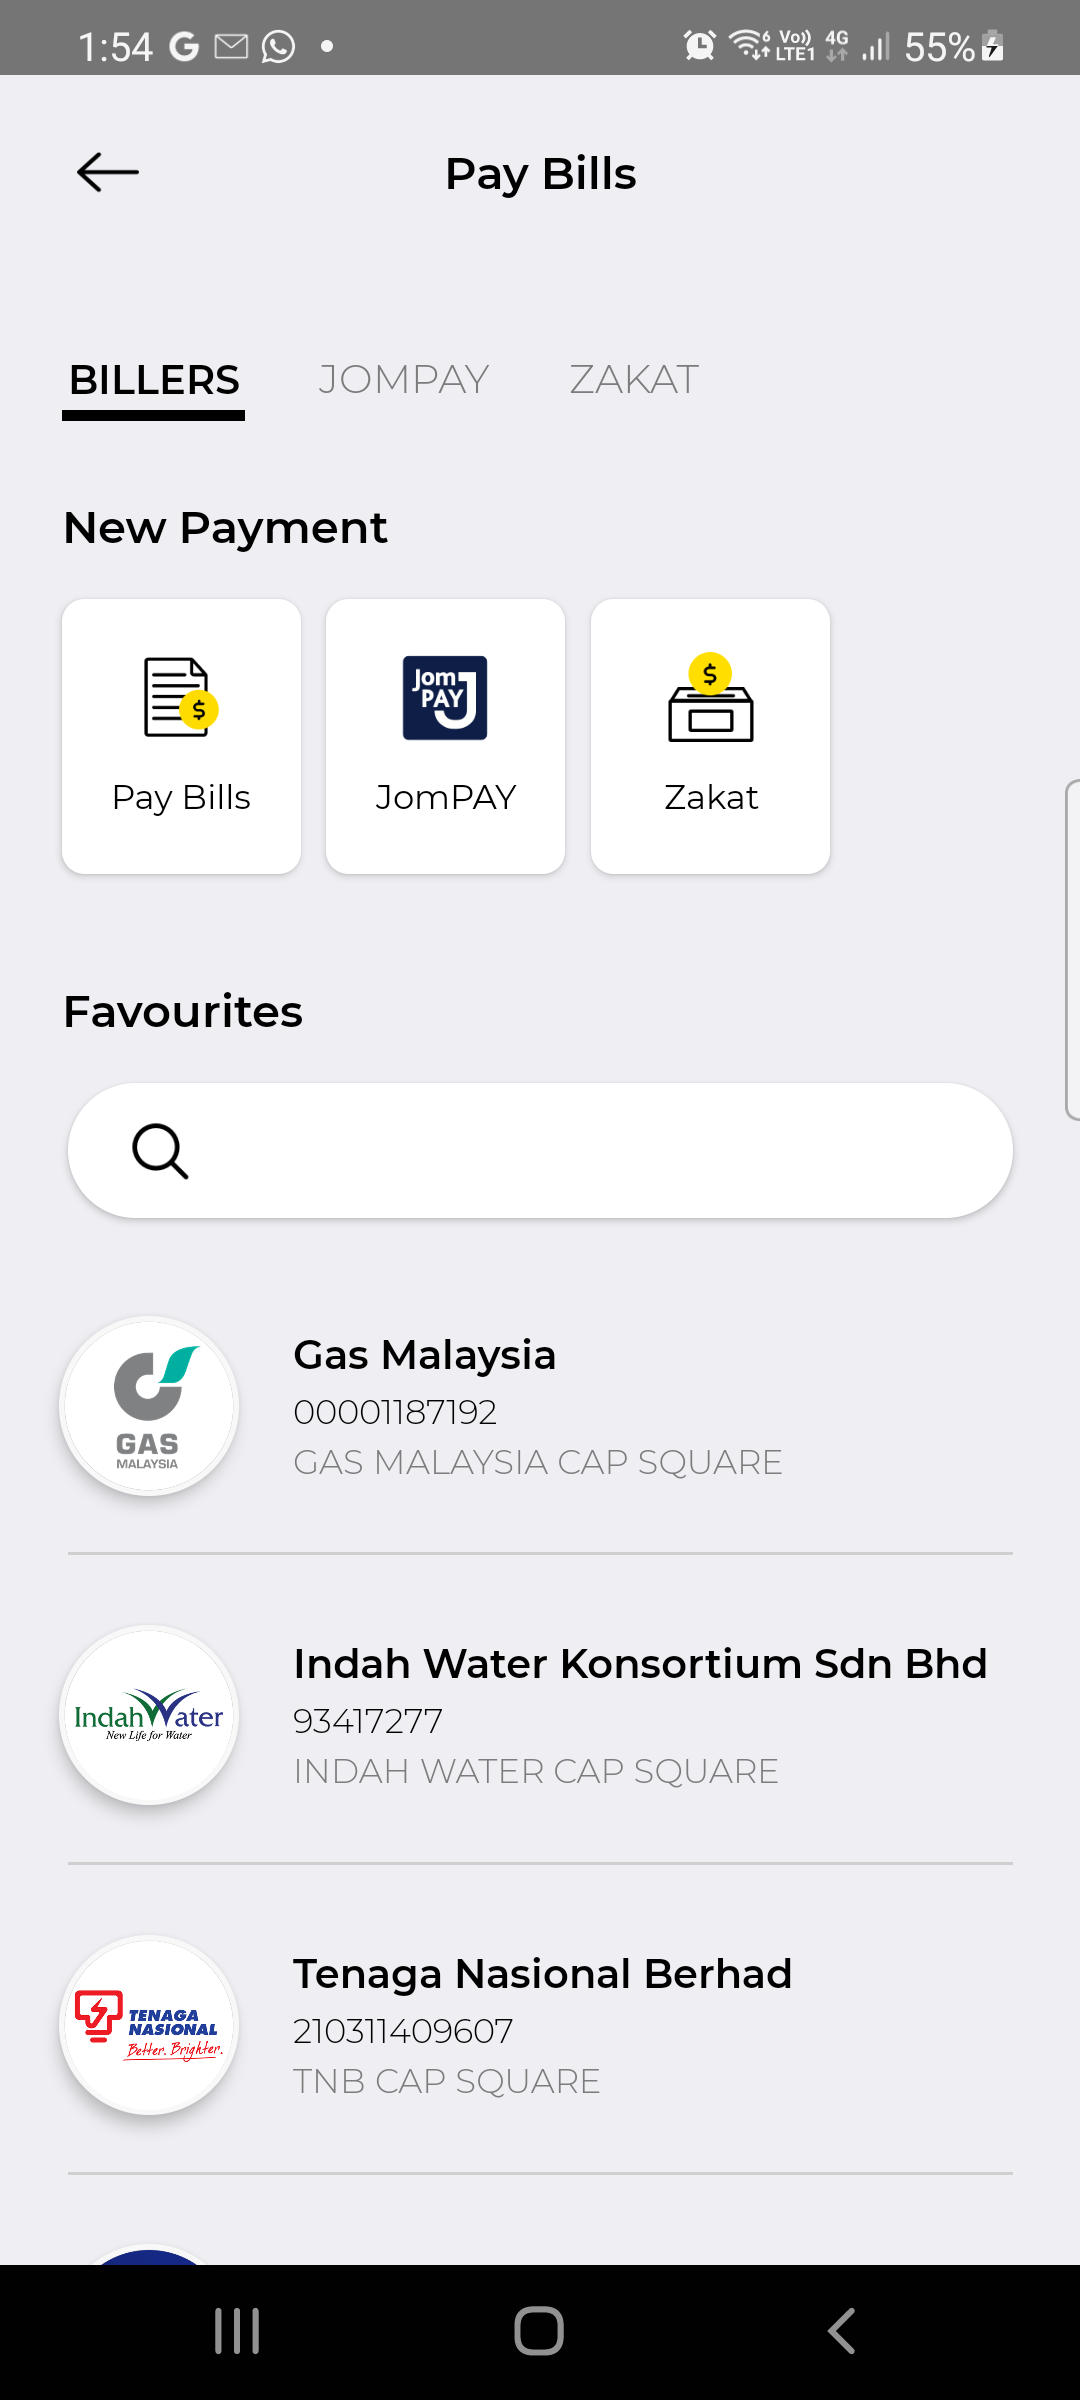 1:54
6 Vo)) LTE1 4G 55%
Pay Bills
BILLERS JOMPAY ZAKAT
New Payment
$
Jom PAY J
$
Pay Bills JomPAY Zakat
Favourites
GAS
MALAYSIA
Gas Malaysia
00001187192
GAS MALAYSIA CAP SQUARE
IndahWater
New Life for Water
Indah Water Konsortium Sdn Bhd
93417277
INDAH WATER CAP SQUARE
TENAGA
NASIONAL
Better. Brighter.
Tenaga Nasional Berhad
210311409607
TNB CAP SQUARE